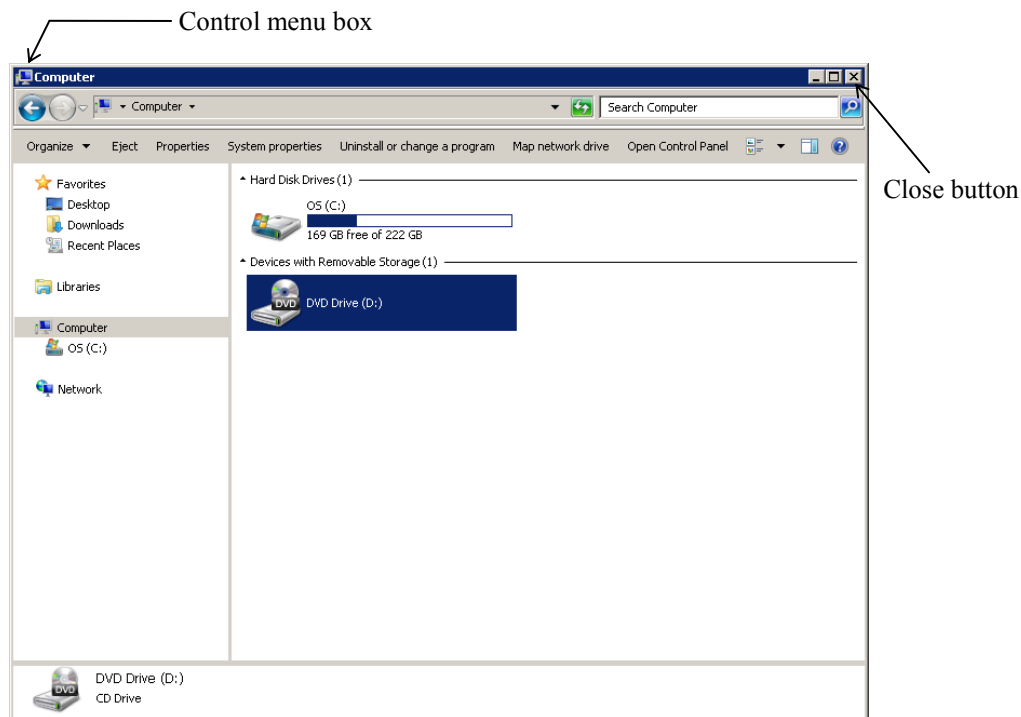 Control menu box
Computer
Computer
Search Computer
Organize Eject Properties System properties Uninstall or change a program Map network drive Open Control Panel
Close button
Favorites
Desktop
Downloads
Recent Places
Libraries
Computer
OS (C:)
Network
Hard Disk Drives (1)
OS (C:)
169 GB free of 222 GB
Devices with Removable Storage (1)
DVD
DVD Drive (D:)
DVD
DVD Drive (D:)
CD Drive